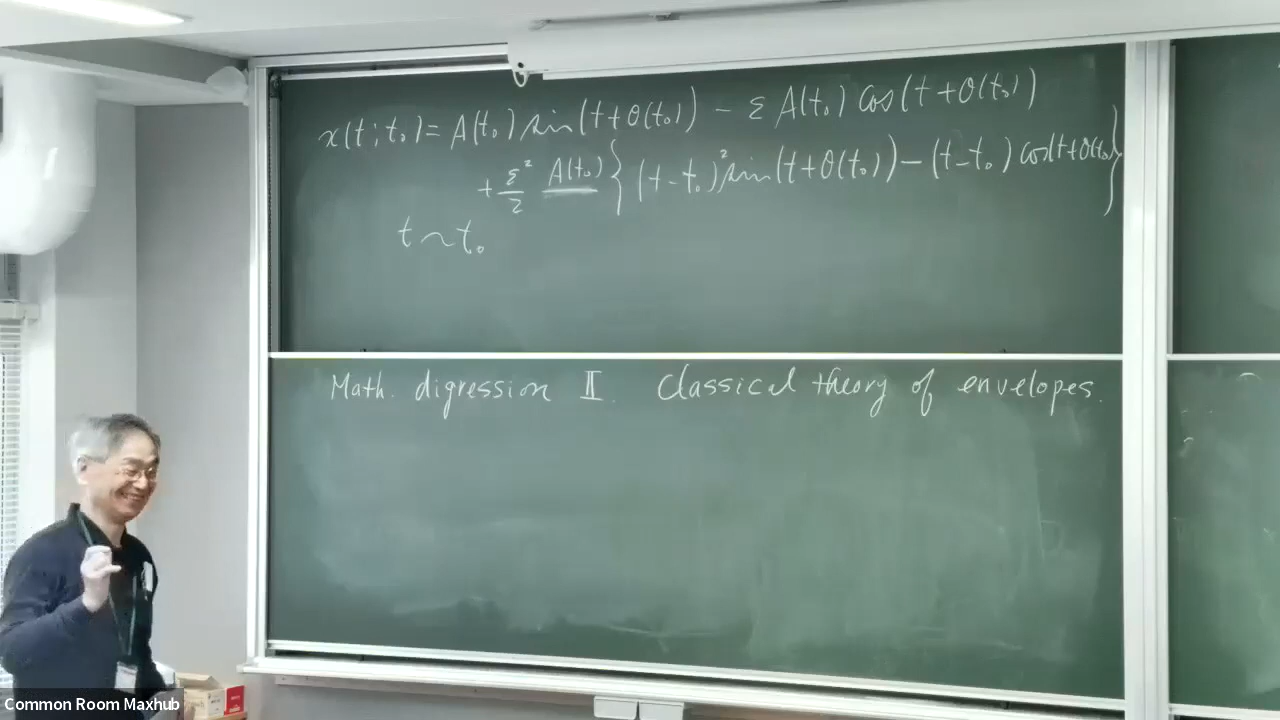 x(t;t₀) = A(t₀) sin(t+θ(t₀)) − ε A(t₀) cos(t+θ(t₀))
+ ε²/2 A(t₀) { (t−t₀)² sin(t+θ(t₀)) − (t−t₀) cos(t+θ(t₀)) }
t ~ t₀
Math. digression II. Classical theory of envelopes.
Common Room Maxhub